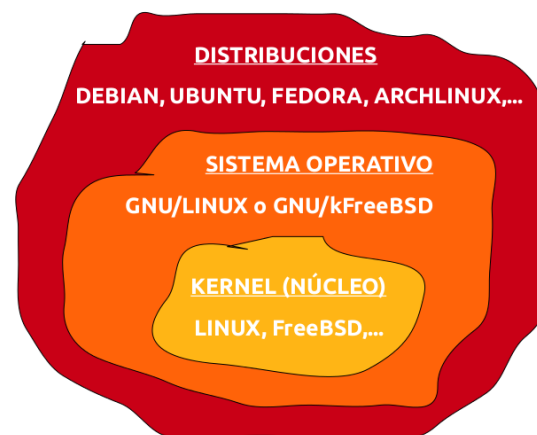 DISTRIBUCIONES
DEBIAN, UBUNTU, FEDORA, ARCHLINUX,...
SISTEMA OPERATIVO
GNU/LINUX o GNU/kFreeBSD
KERNEL (NÚCLEO)
LINUX, FreeBSD,...